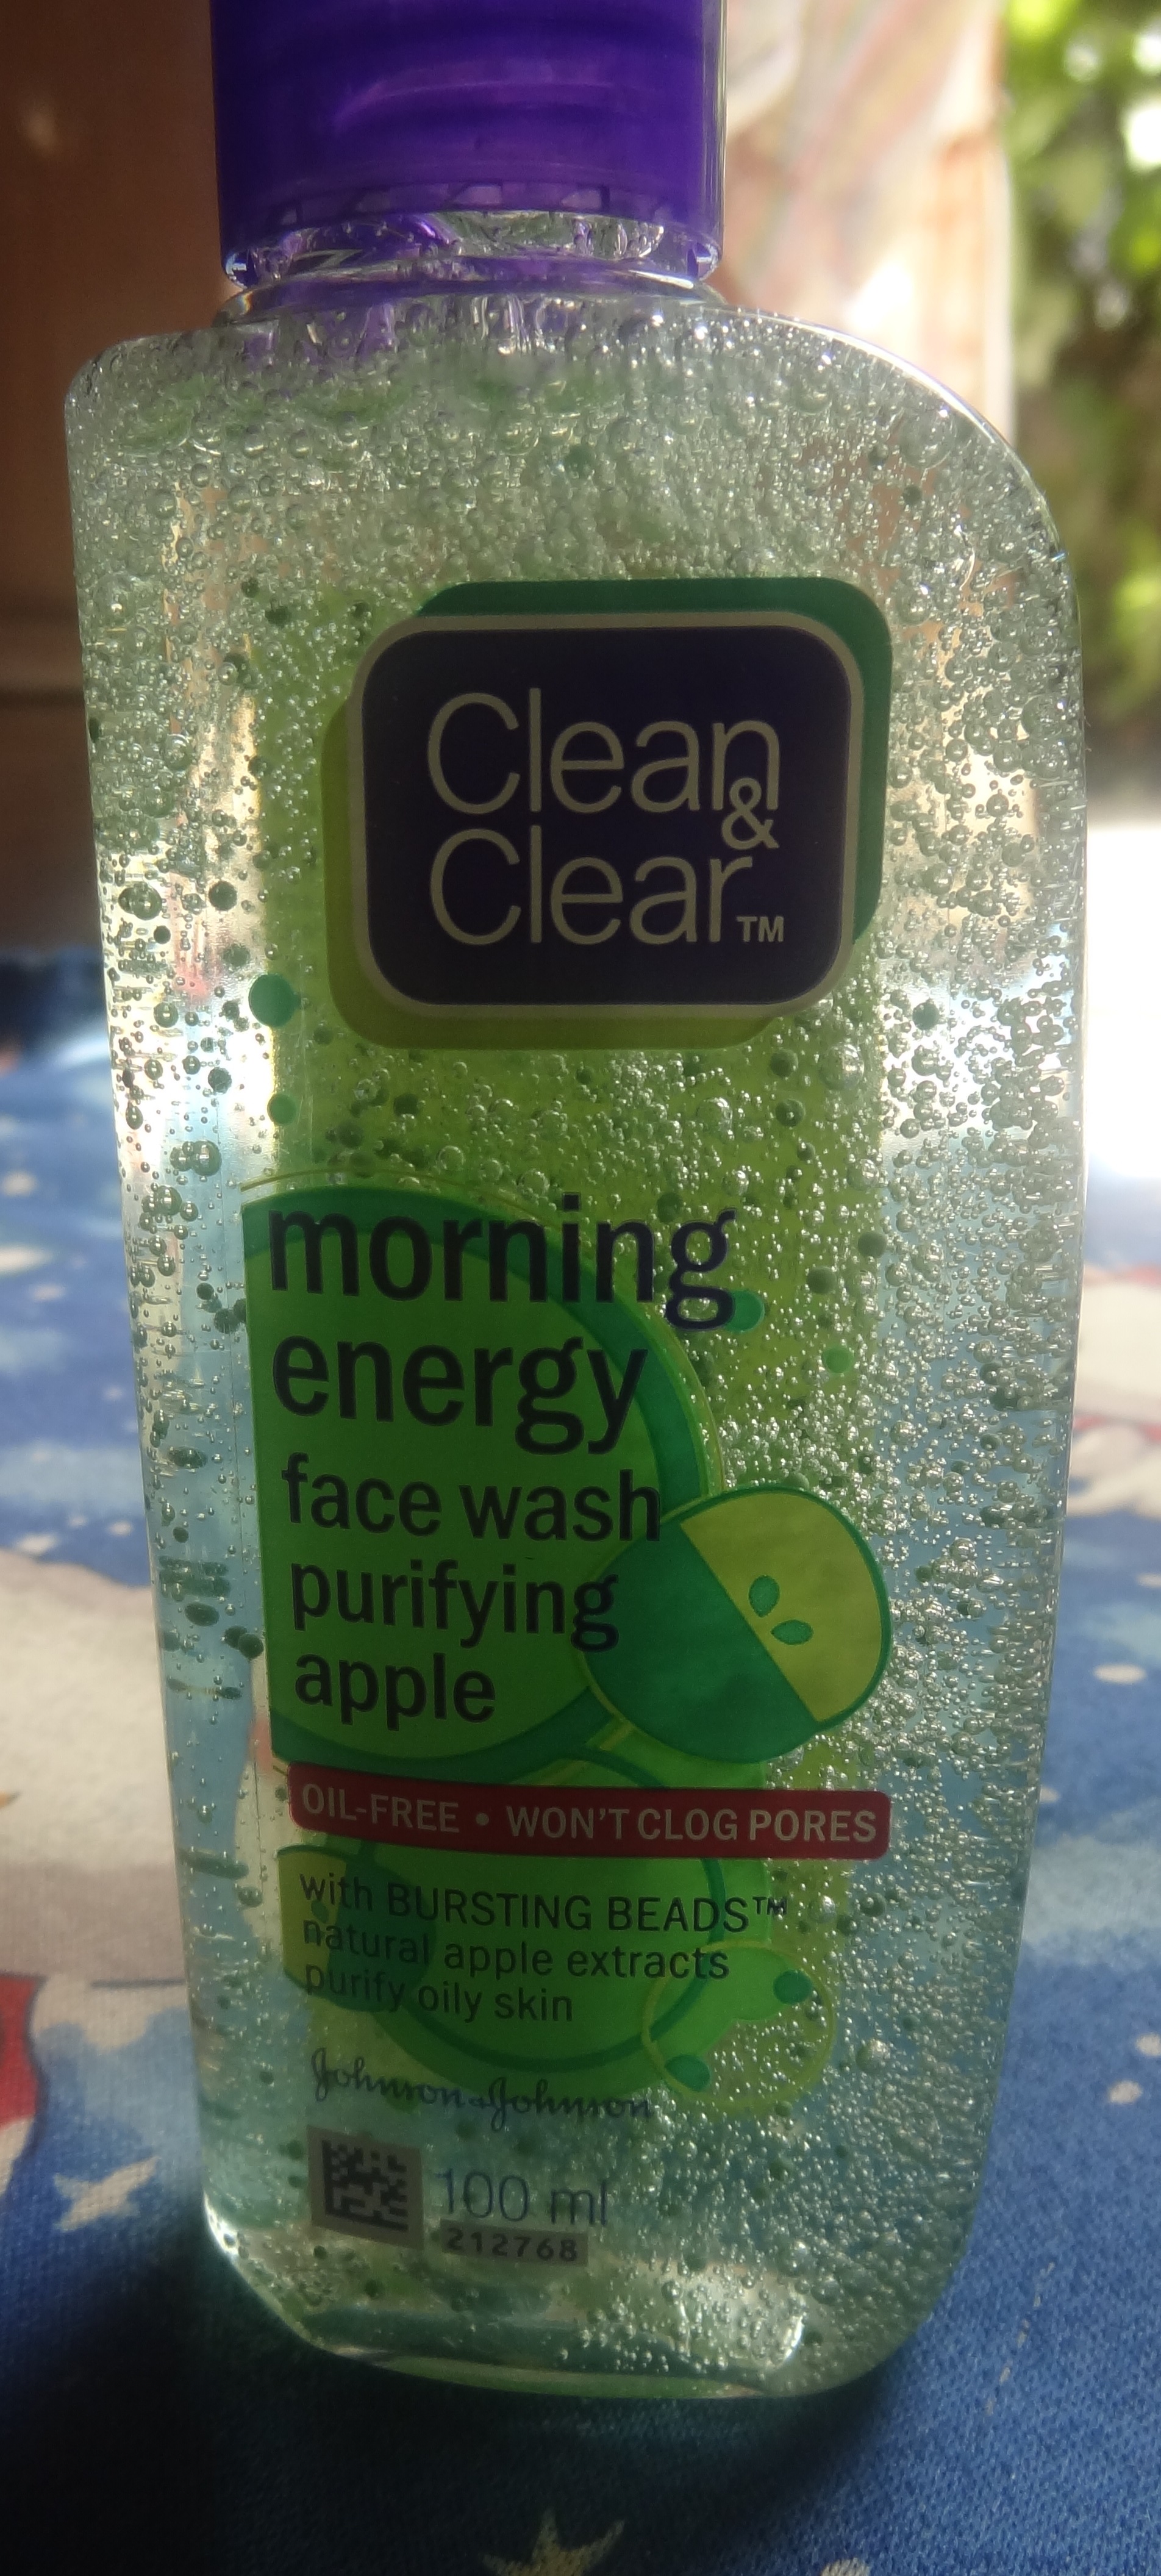 Clean
&
Clear™
morning
energy
face wash
purifying
apple
OIL-FREE • WON'T CLOG PORES
with BURSTING BEADS™
natural apple extracts
purify oily skin
Johnson & Johnson
100 ml
212768